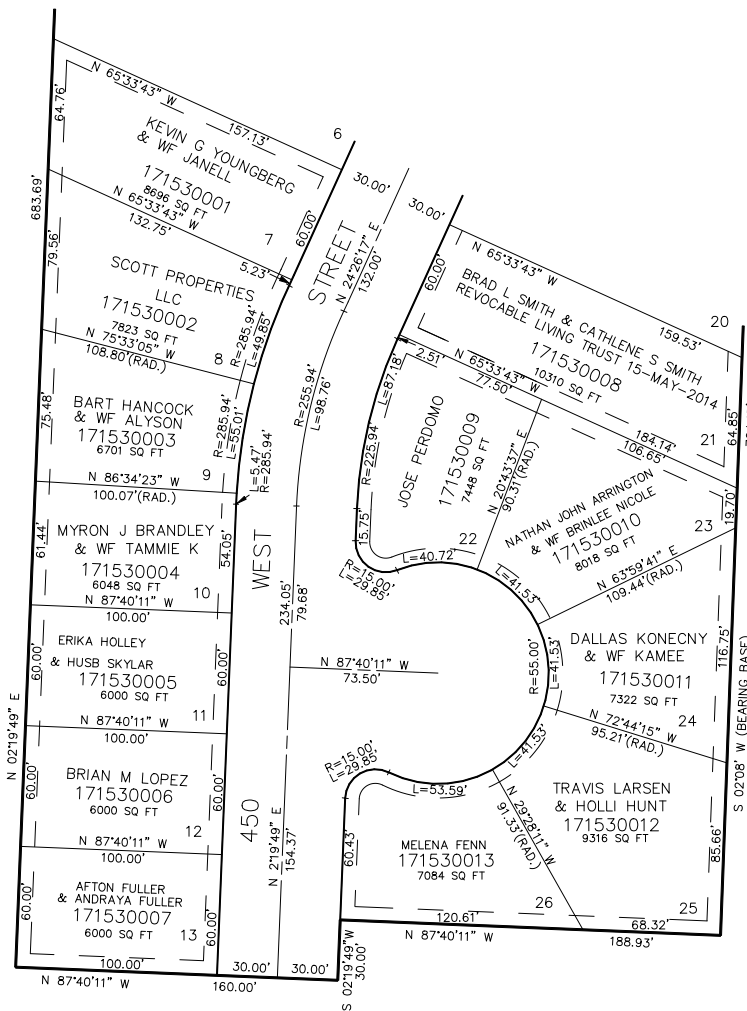 N 65°33'43" W
157.13'
64.76'
KEVIN G YOUNGBERG
& WF JANELL
171530001
8696 SQ FT
N 65°33'43" W
132.75'
7
6
60.00'
5.23'
683.69'
30.00'
30.00'
STREET
N 24°26'17" E
132.00'
79.56'
SCOTT PROPERTIES
LLC
171530002
7823 SQ FT
N 75°33'05" W
108.80'(RAD.)
8
R=285.94'
L=49.85'
75.48'
BART HANCOCK
& WF ALYSON
171530003
6701 SQ FT
N 86°34'23" W
100.07'(RAD.)
9
R=285.94'
L=55.01'
L=5.47'
R=285.94'
R=255.94'
L=98.76'
61.44'
MYRON J BRANDLEY
& WF TAMMIE K
171530004
6048 SQ FT
N 87°40'11" W
100.00'
10
54.05'
WEST
234.05'
79.68'
60.00'
ERIKA HOLLEY
& HUSB SKYLAR
171530005
6000 SQ FT
N 87°40'11" W
100.00'
11
60.00'
N 87°40'11" W
73.50'
N 02°19'49" E
60.00'
BRIAN M LOPEZ
171530006
6000 SQ FT
N 87°40'11" W
100.00'
12
60.00'
450
N 2°19'49" E
154.37'
60.00'
AFTON FULLER
& ANDRAYA FULLER
171530007
6000 SQ FT
13
60.00'
100.00'
N 87°40'11" W
30.00'
30.00'
160.00'
S 02°19'49"W
30.00'
60.00'
N 65°33'43" W
159.53'
20
BRAD L SMITH & CATHLENE S SMITH
REVOCABLE LIVING TRUST 15-MAY-2014
171530008
10310 SQ FT
21
64.85'
N 65°33'43" W
184.14'
2.51'
77.50'
106.65'
L=87.18'
R=225.94'
JOSE PERDOMO
171530009
7448 SQ FT
N 20°43'37" E
90.31'(RAD.)
22
15.75'
R=15.00'
L=29.85'
L=40.72'
NATHAN JOHN ARRINGTON
& WF BRINLEE NICOLE
171530010
8018 SQ FT
23
19.70'
N 63°59'41" E
109.44'(RAD.)
L=41.53'
DALLAS KONECNY
& WF KAMEE
171530011
7322 SQ FT
24
116.75'
R=55.00'
L=41.53'
N 72°44'15" W
95.21'(RAD.)
S 02°08' W (BEARING BASE)
L=41.53'
TRAVIS LARSEN
& HOLLI HUNT
171530012
9316 SQ FT
25
85.66'
68.32'
R=15.00'
L=29.85'
L=53.59'
N 29°28'11" W
91.33'(RAD.)
MELENA FENN
171530013
7084 SQ FT
26
60.43'
120.61'
N 87°40'11" W
188.93'